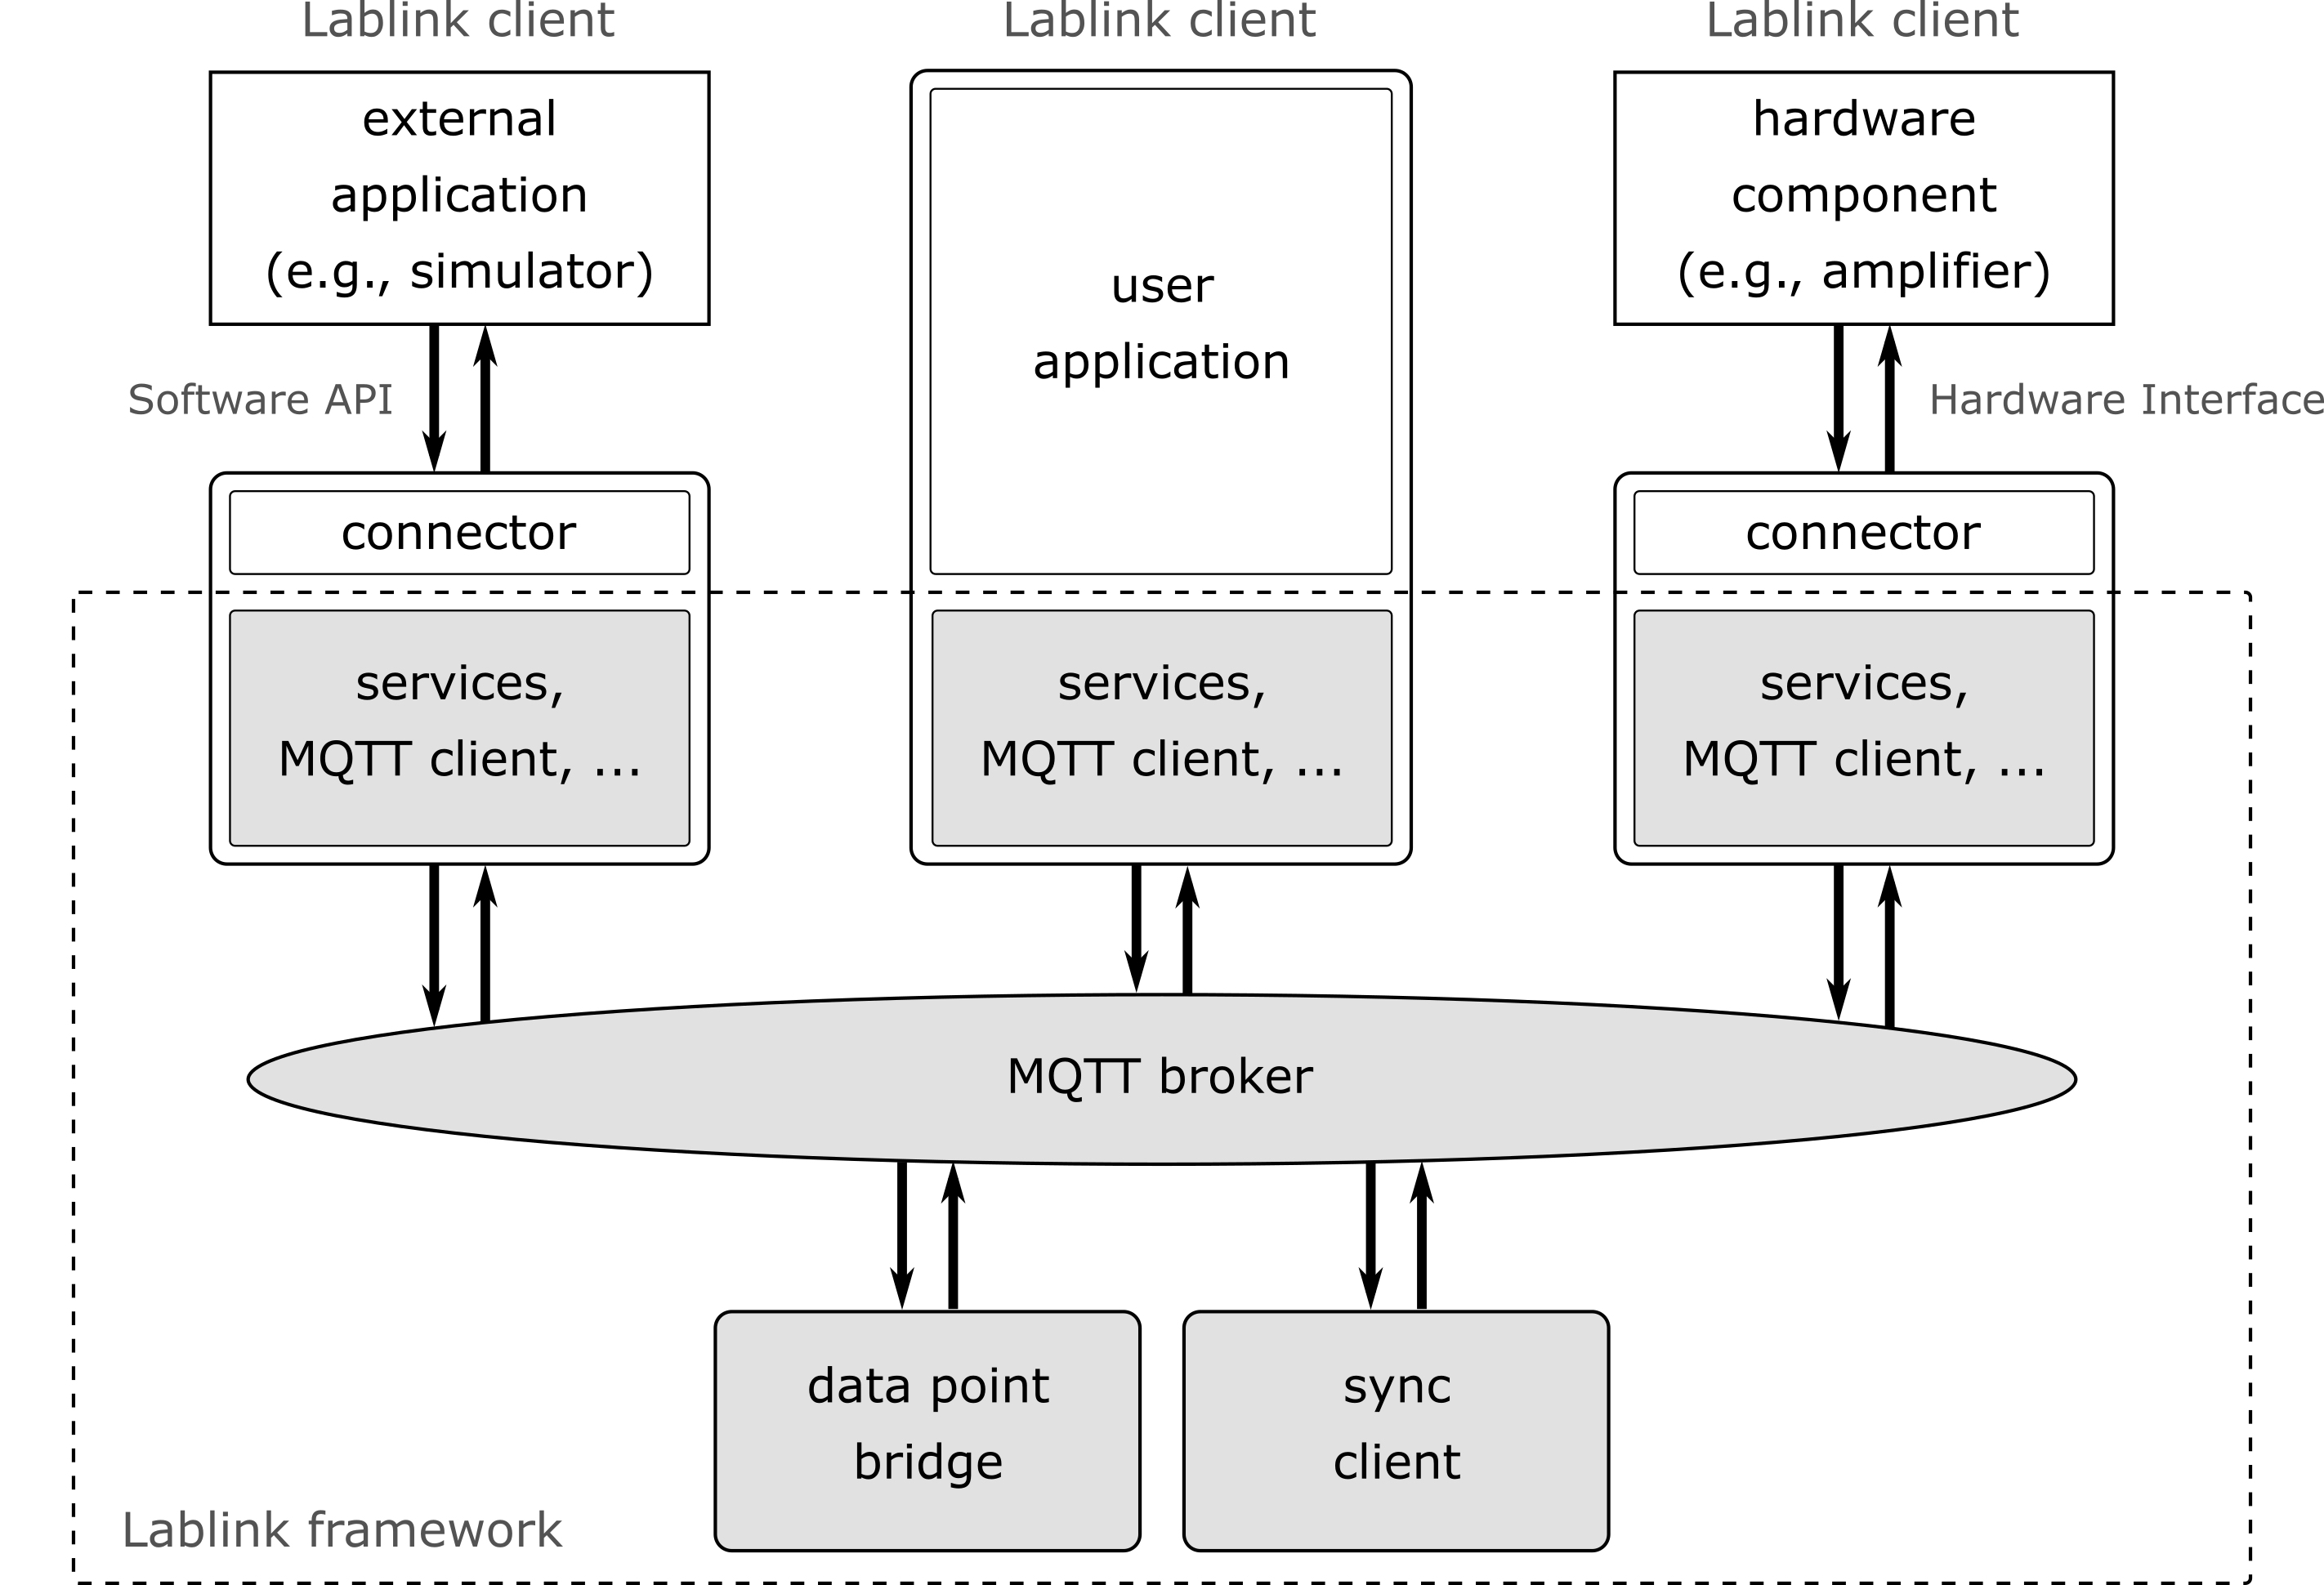 Lablink client
Lablink client
Lablink client
external
application
(e.g., simulator)
user
application
hardware
component
(e.g., amplifier)
Software API
Hardware Interface
connector
connector
services,
MQTT client, ...
services,
MQTT client, ...
services,
MQTT client, ...
MQTT broker
data point
bridge
sync
client
Lablink framework